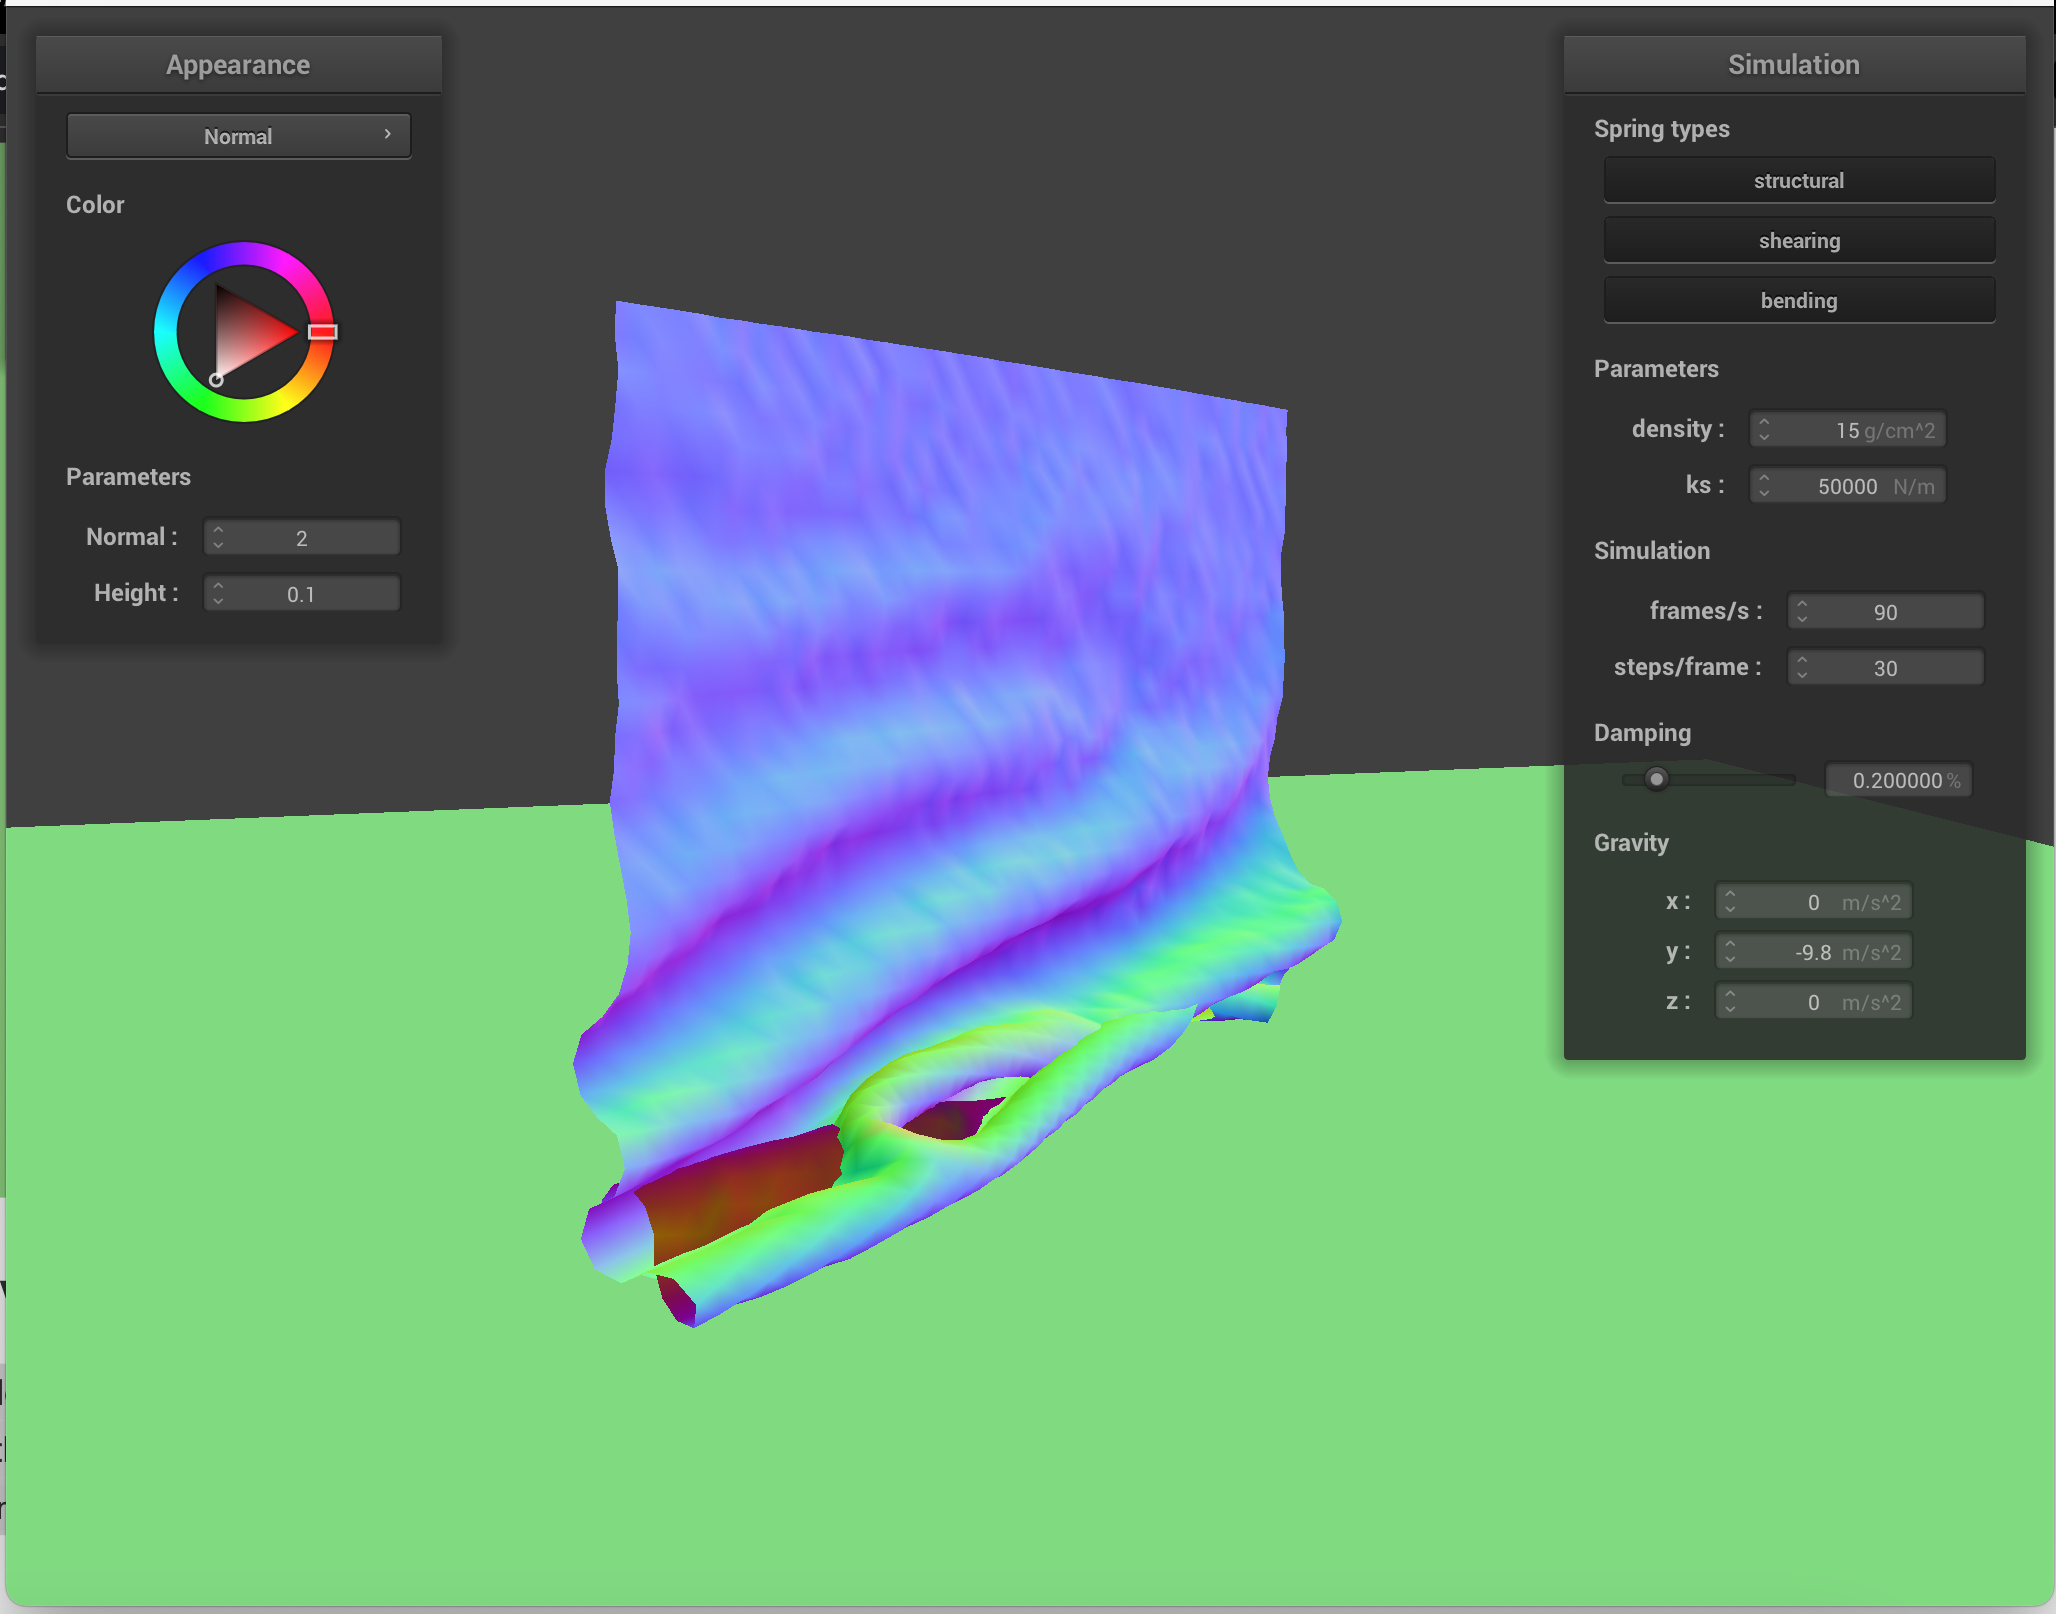 Appearance
Normal
Color
Parameters
Normal :
2
Height :
0.1
Simulation
Spring types
structural
shearing
bending
Parameters
density :
15 g/cm^2
ks :
50000 N/m
Simulation
frames/s :
90
steps/frame :
30
Damping
0.200000 %
Gravity
x :
0 m/s^2
y :
-9.8 m/s^2
z :
0 m/s^2